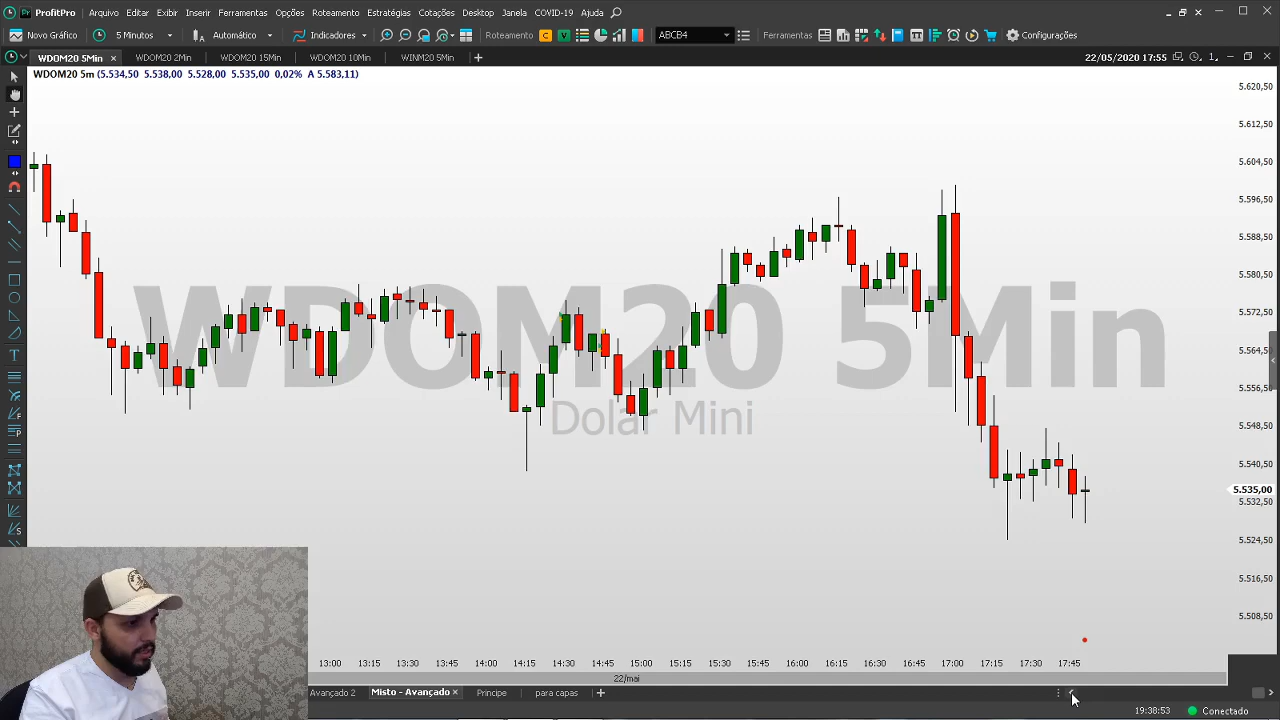 ProfitPro
Arquivo Editar Exibir Inserir Ferramentas Opções Roteamento Estratégias Cotações Desktop Janela COVID-19 Ajuda
Novo Gráfico 5 Minutos Automático Indicadores Roteamento C V ABCB4 Ferramentas Configurações
WDOM20 5Min WDOM20 2Min WDOM20 15Min WDOM20 10Min WINM20 5Min 22/05/2020 17:55
WDOM20 5m (5.534,50 5.538,00 5.528,00 5.535,00 0,02% A 5.583,11)
5.620,50
5.612,50
5.604,50
5.596,50
5.588,50
5.580,50
5.572,50
5.564,50
5.556,50
5.548,50
5.540,50
5.535,00
5.532,50
5.524,50
5.516,50
5.508,50
WDOM20 5Min
Dolar Mini
13:00 13:15 13:30 13:45 14:00 14:15 14:30 14:45 15:00 15:15 15:30 15:45 16:00 16:15 16:30 16:45 17:00 17:15 17:30 17:45
22/mai
Avançado 2 Misto - Avançado Principe para capas
19:38:53 Conectado